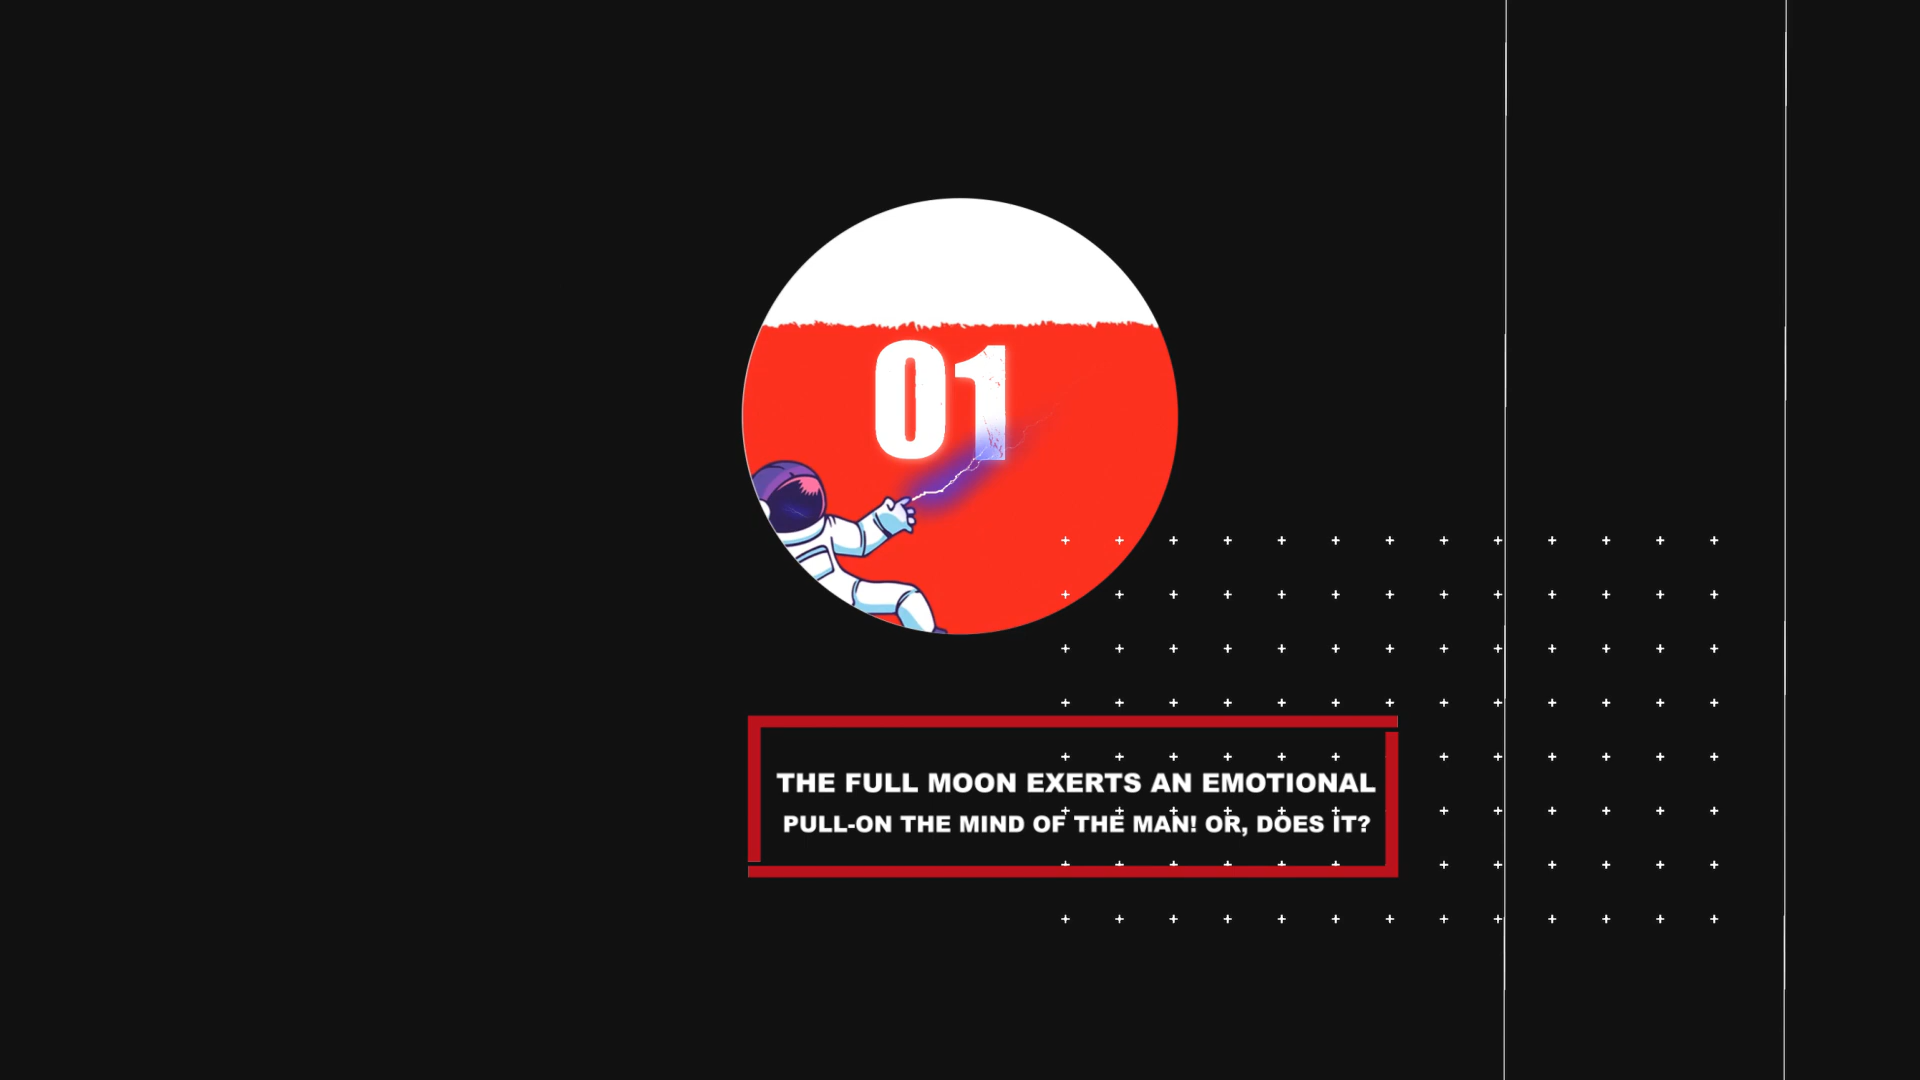 01
THE FULL MOON EXERTS AN EMOTIONAL
PULL-ON THE MIND OF THE MAN! OR, DOES IT?